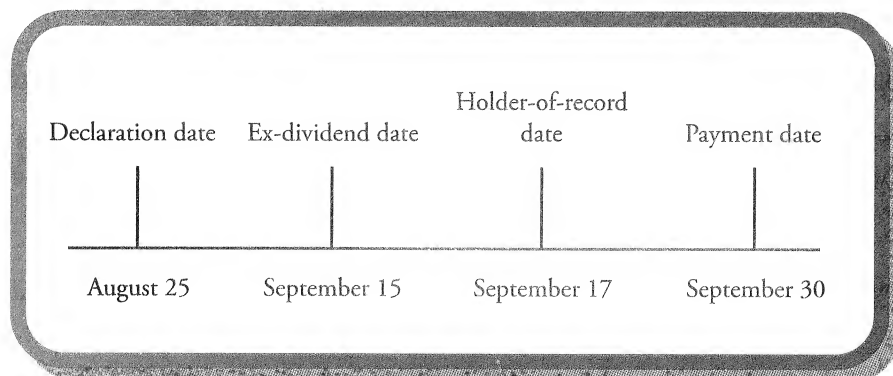 Declaration date
Ex-dividend date
Holder-of-record
date
Payment date
August 25
September 15
September 17
September 30